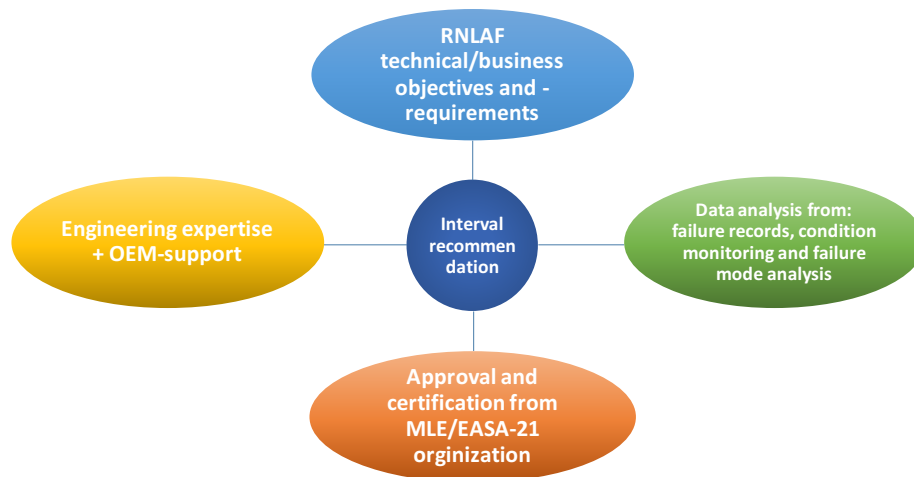 RNLAF
technical/business
objectives and -
requirements
Engineering expertise
+ OEM-support
Interval
recommen
dation
Data analysis from:
failure records, condition
monitoring and failure
mode analysis
Approval and
certification from
MLE/EASA-21
orginization